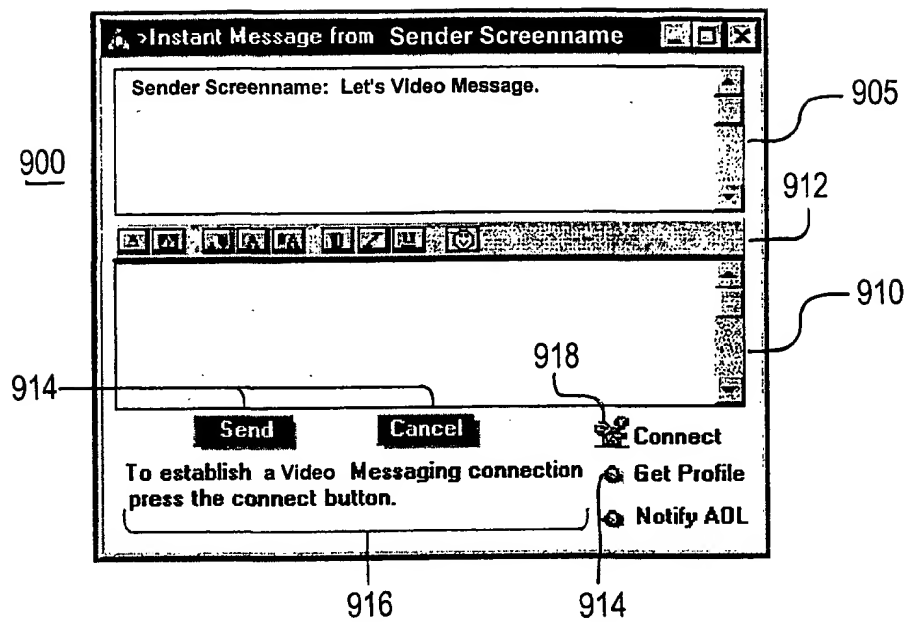 >Instant Message from Sender Screenname
Sender Screenname: Let's Video Message.
905
900
912
910
918
914
Send Cancel Connect
To establish a Video Messaging connection
press the connect button.
Get Profile
Notify AOL
916
914